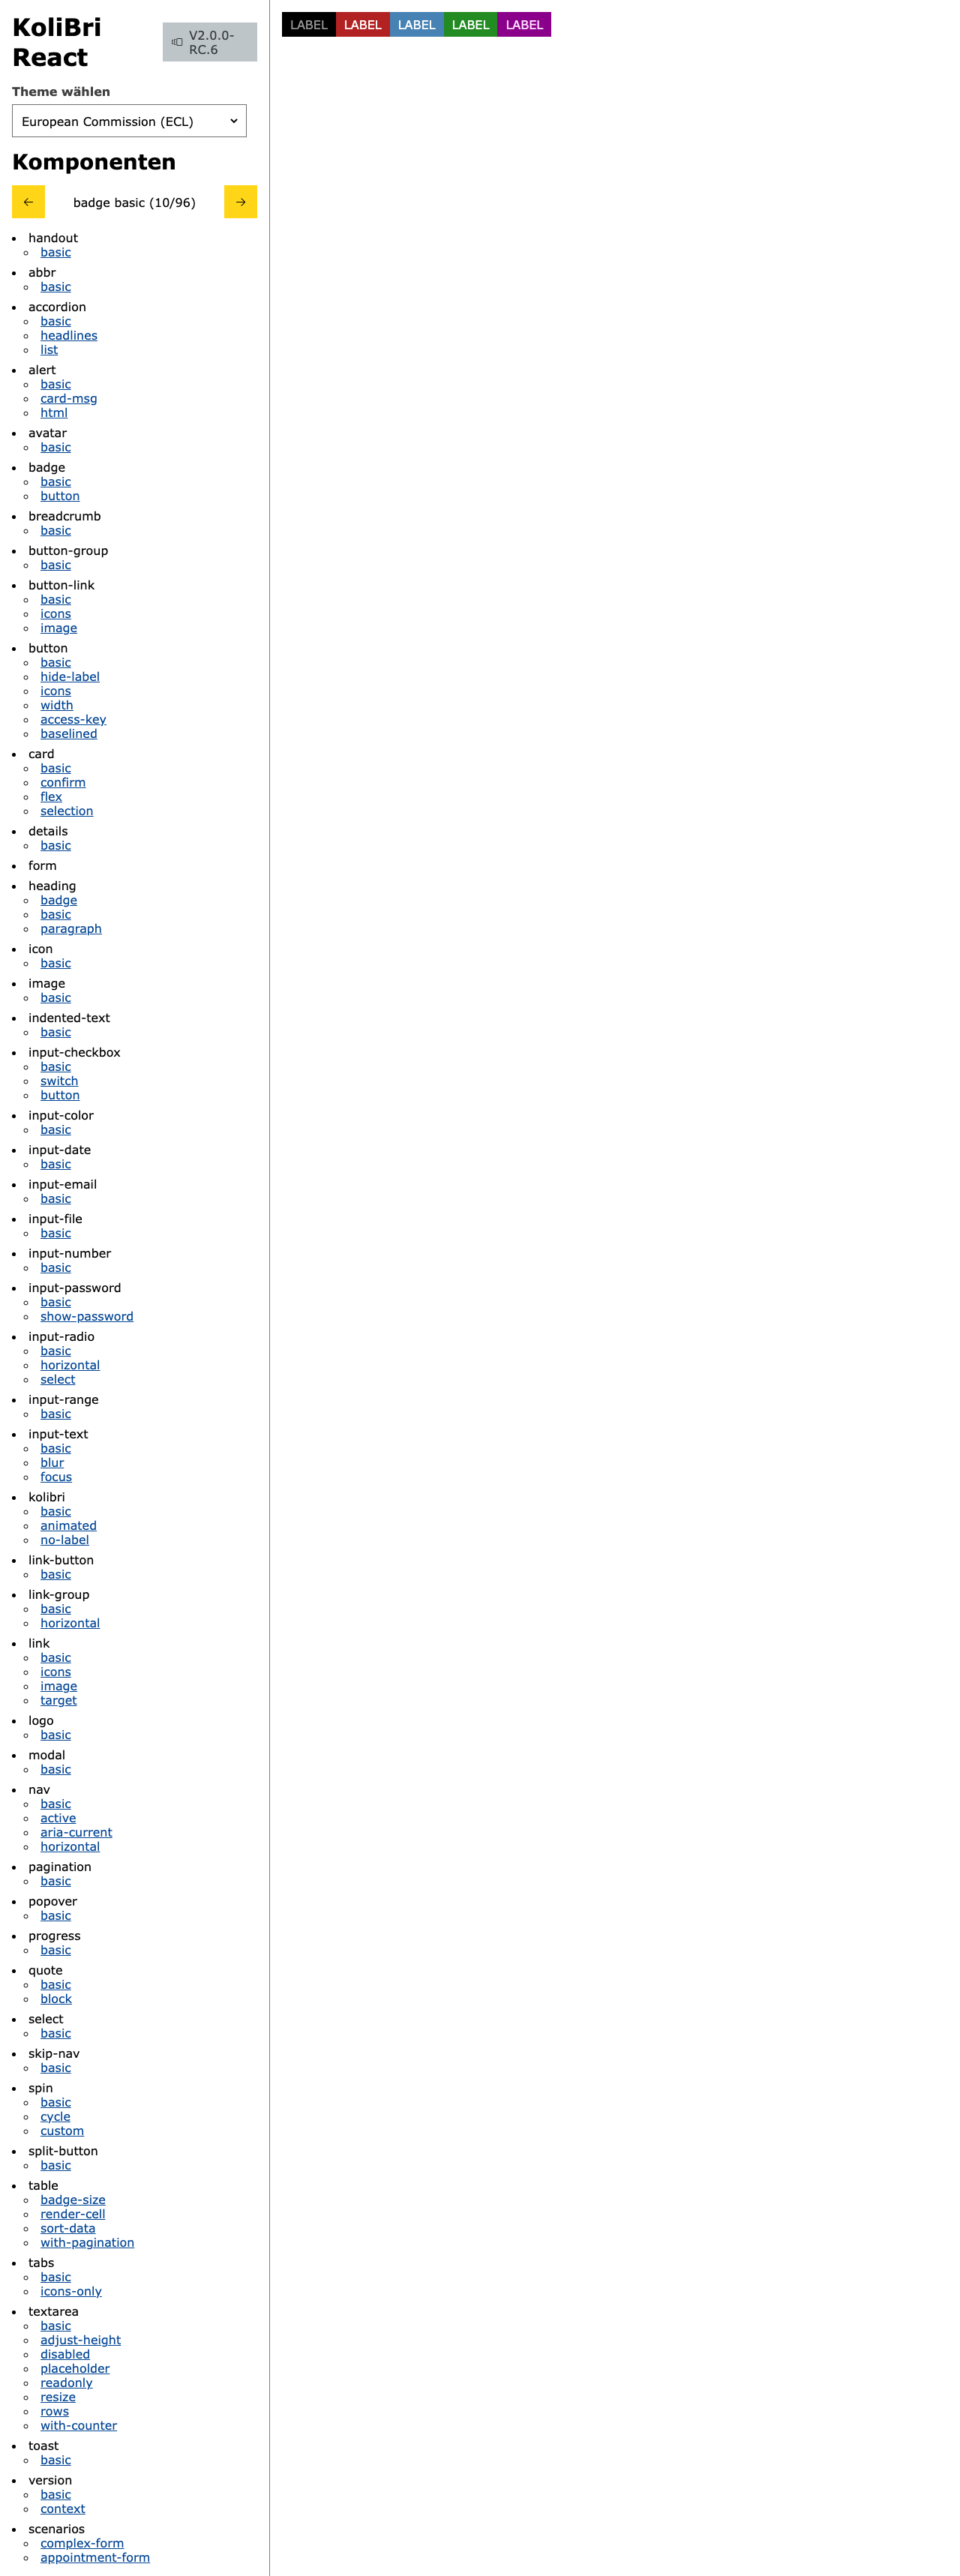 KoliBri
React
V2.0.0-
RC.6
Theme wählen
European Commission (ECL)
Komponenten
badge basic (10/96)
handout
basic
abbr
basic
accordion
basic
headlines
list
alert
basic
card-msg
html
avatar
basic
badge
basic
button
breadcrumb
basic
button-group
basic
button-link
basic
icons
image
button
basic
hide-label
icons
width
access-key
baselined
card
basic
confirm
flex
selection
details
basic
form
heading
badge
basic
paragraph
icon
basic
image
basic
indented-text
basic
input-checkbox
basic
switch
button
input-color
basic
input-date
basic
input-email
basic
input-file
basic
input-number
basic
input-password
basic
show-password
input-radio
basic
horizontal
select
input-range
basic
input-text
basic
blur
focus
kolibri
basic
animated
no-label
link-button
basic
link-group
basic
horizontal
link
basic
icons
image
target
logo
basic
modal
basic
nav
basic
active
aria-current
horizontal
pagination
basic
popover
basic
progress
basic
quote
basic
block
select
basic
skip-nav
basic
spin
basic
cycle
custom
split-button
basic
table
badge-size
render-cell
sort-data
with-pagination
tabs
basic
icons-only
textarea
basic
adjust-height
disabled
placeholder
readonly
resize
rows
with-counter
toast
basic
version
basic
context
scenarios
complex-form
appointment-form
LABEL LABEL LABEL LABEL LABEL